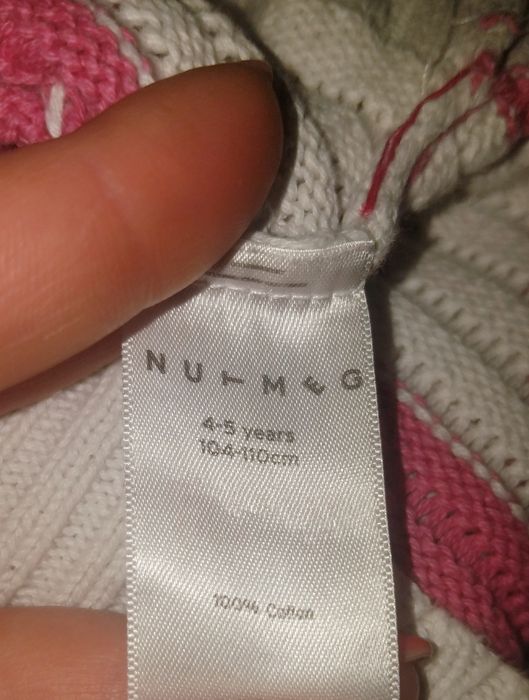 NUTMEG
4-5 years
104-110cm
100% Cotton